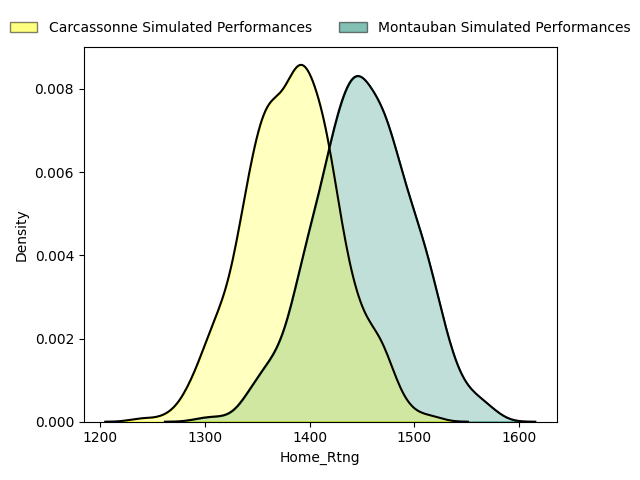 Carcassonne Simulated Performances Montauban Simulated Performances
0.008
0.006
0.004
0.002
0.000
Density
1200 1300 1400 1500 1600
Home_Rtng